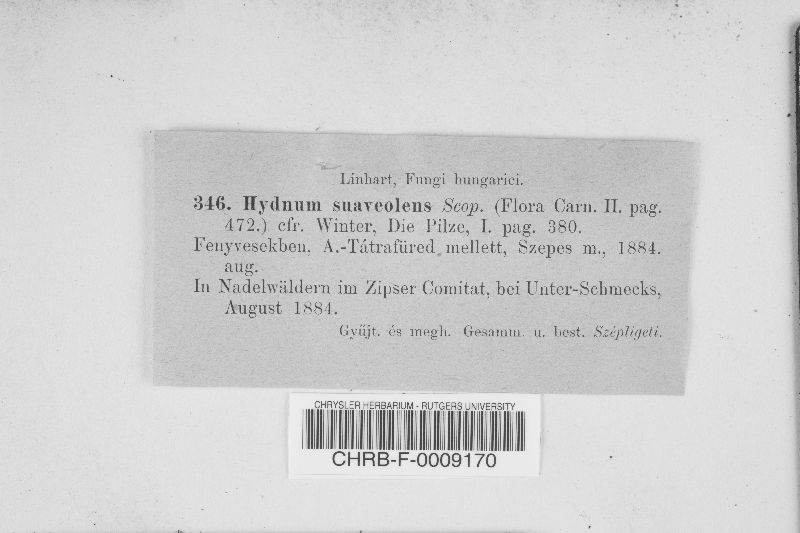 Linhart, Fungi hungarici.
346. Hydnum suaveolens Scop. (Flora Carn. II. pag.
472.) cfr. Winter, Die Pilze, I. pag. 380.
Fenyvesekben. A.-Tátrafüred mellett, Szepes m., 1884.
aug.
In Nadelwäldern im Zipser Comitat, bei Unter-Schmecks,
August 1884.
Gyűjt. és megh. Gesamm. u. best. Szépligeti.
CHRYSLER HERBARIUM - RUTGERS UNIVERSITY
CHRB-F-0009170